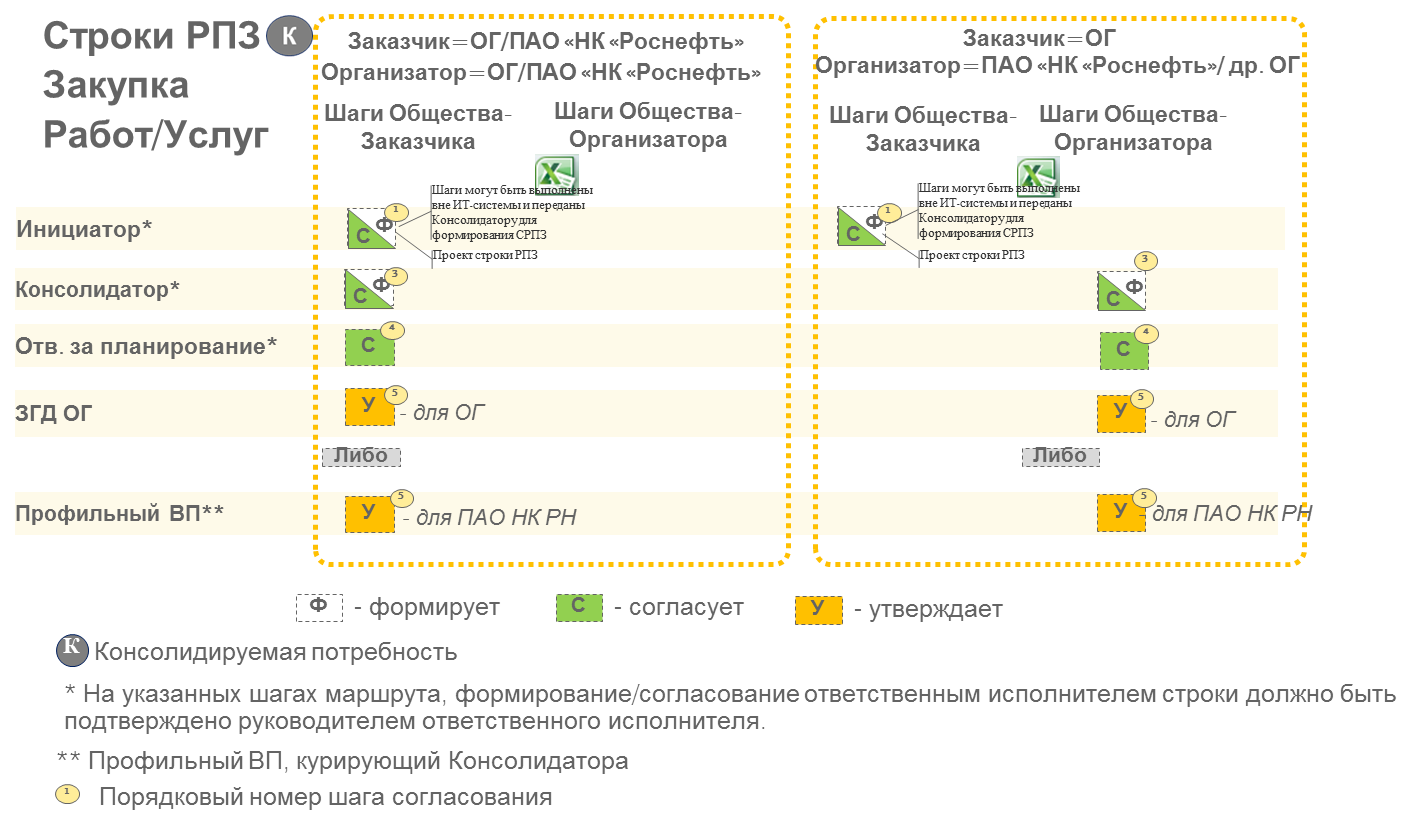 Строки РПЗ К
Закупка
Работ/Услуг
Заказчик=ОГ/ПАО «НК «Роснефть»
Организатор=ОГ/ПАО «НК «Роснефть»
Шаги Общества-
Заказчика
Шаги Общества-
Организатора
Заказчик=ОГ
Организатор=ПАО «НК «Роснефть»/ др. ОГ
Шаги Общества-
Заказчика
Шаги Общества-
Организатора
Инициатор*
С Ф 1
Шаги могут быть выполнены
вне ИТ-системы и переданы
Консолидатору для
формирования СРПЗ
Проект строки РПЗ
С Ф 1
Шаги могут быть выполнены
вне ИТ-системы и переданы
Консолидатору для
формирования СРПЗ
Проект строки РПЗ
Консолидатор*
С Ф 3
С Ф 3
Отв. за планирование*
С 4
С 4
ЗГД ОГ
У 5 - для ОГ
У 5 - для ОГ
Либо
Либо
Профильный ВП**
У 5 - для ПАО НК РН
У 5 - для ПАО НК РН
Ф - формирует
С - согласует
У - утверждает
К Консолидируемая потребность
* На указанных шагах маршрута, формирование/согласование ответственным исполнителем строки должно быть
подтверждено руководителем ответственного исполнителя.
** Профильный ВП, курирующий Консолидатора
1 Порядковый номер шага согласования